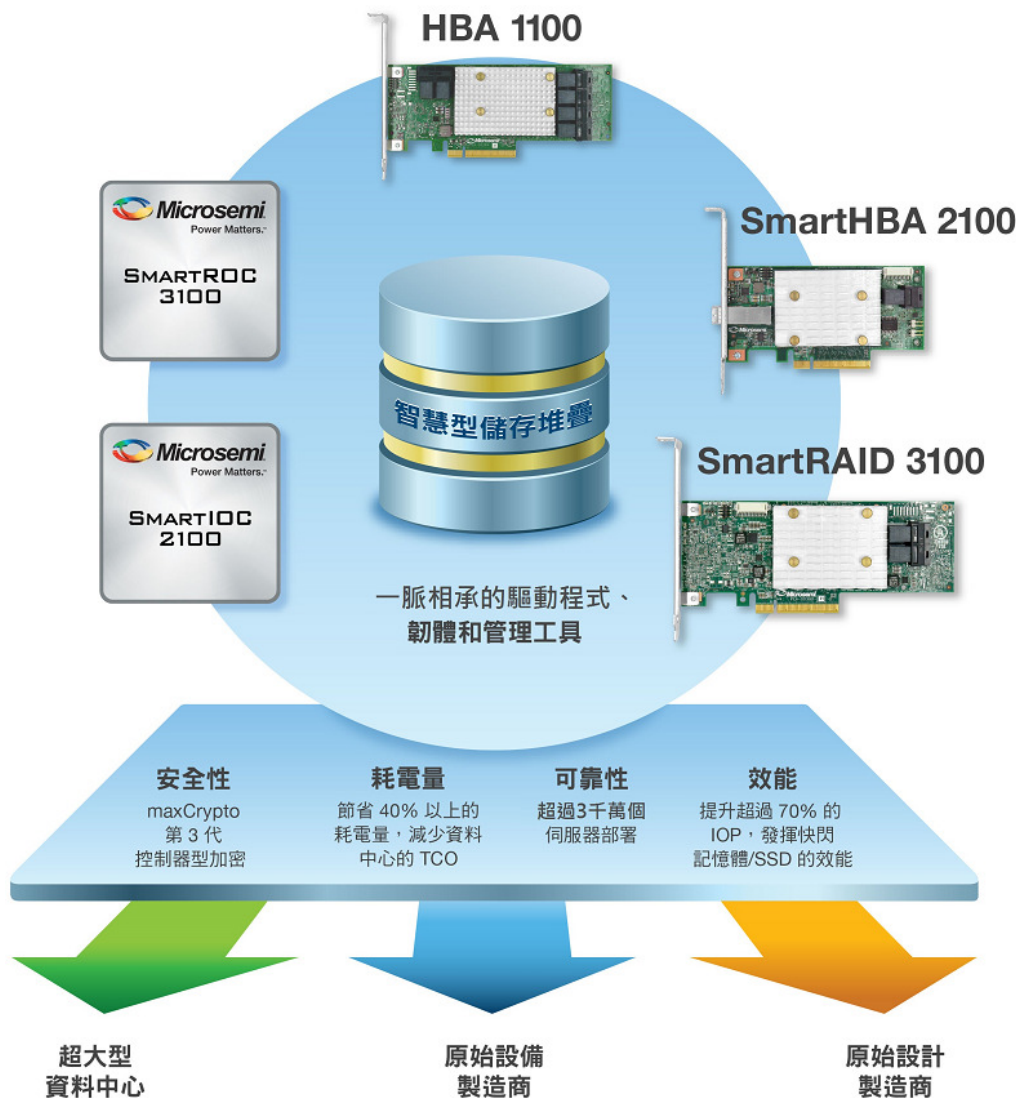 HBA 1100
Microsemi
Power Matters.™
SMARTROC
3100
SmartHBA 2100
Microsemi
智慧型儲存堆疊
Microsemi
Power Matters.™
SMARTIOC
2100
SmartRAID 3100
Microsemi
一脈相承的驅動程式、
韌體和管理工具
安全性
maxCrypto
第 3 代
控制器型加密
耗電量
節省 40% 以上的
耗電量，減少資料
中心的 TCO
可靠性
超過3千萬個
伺服器部署
效能
提升超過 70% 的
IOP，發揮快閃
記憶體/SSD 的效能
超大型
資料中心
原始設備
製造商
原始設計
製造商